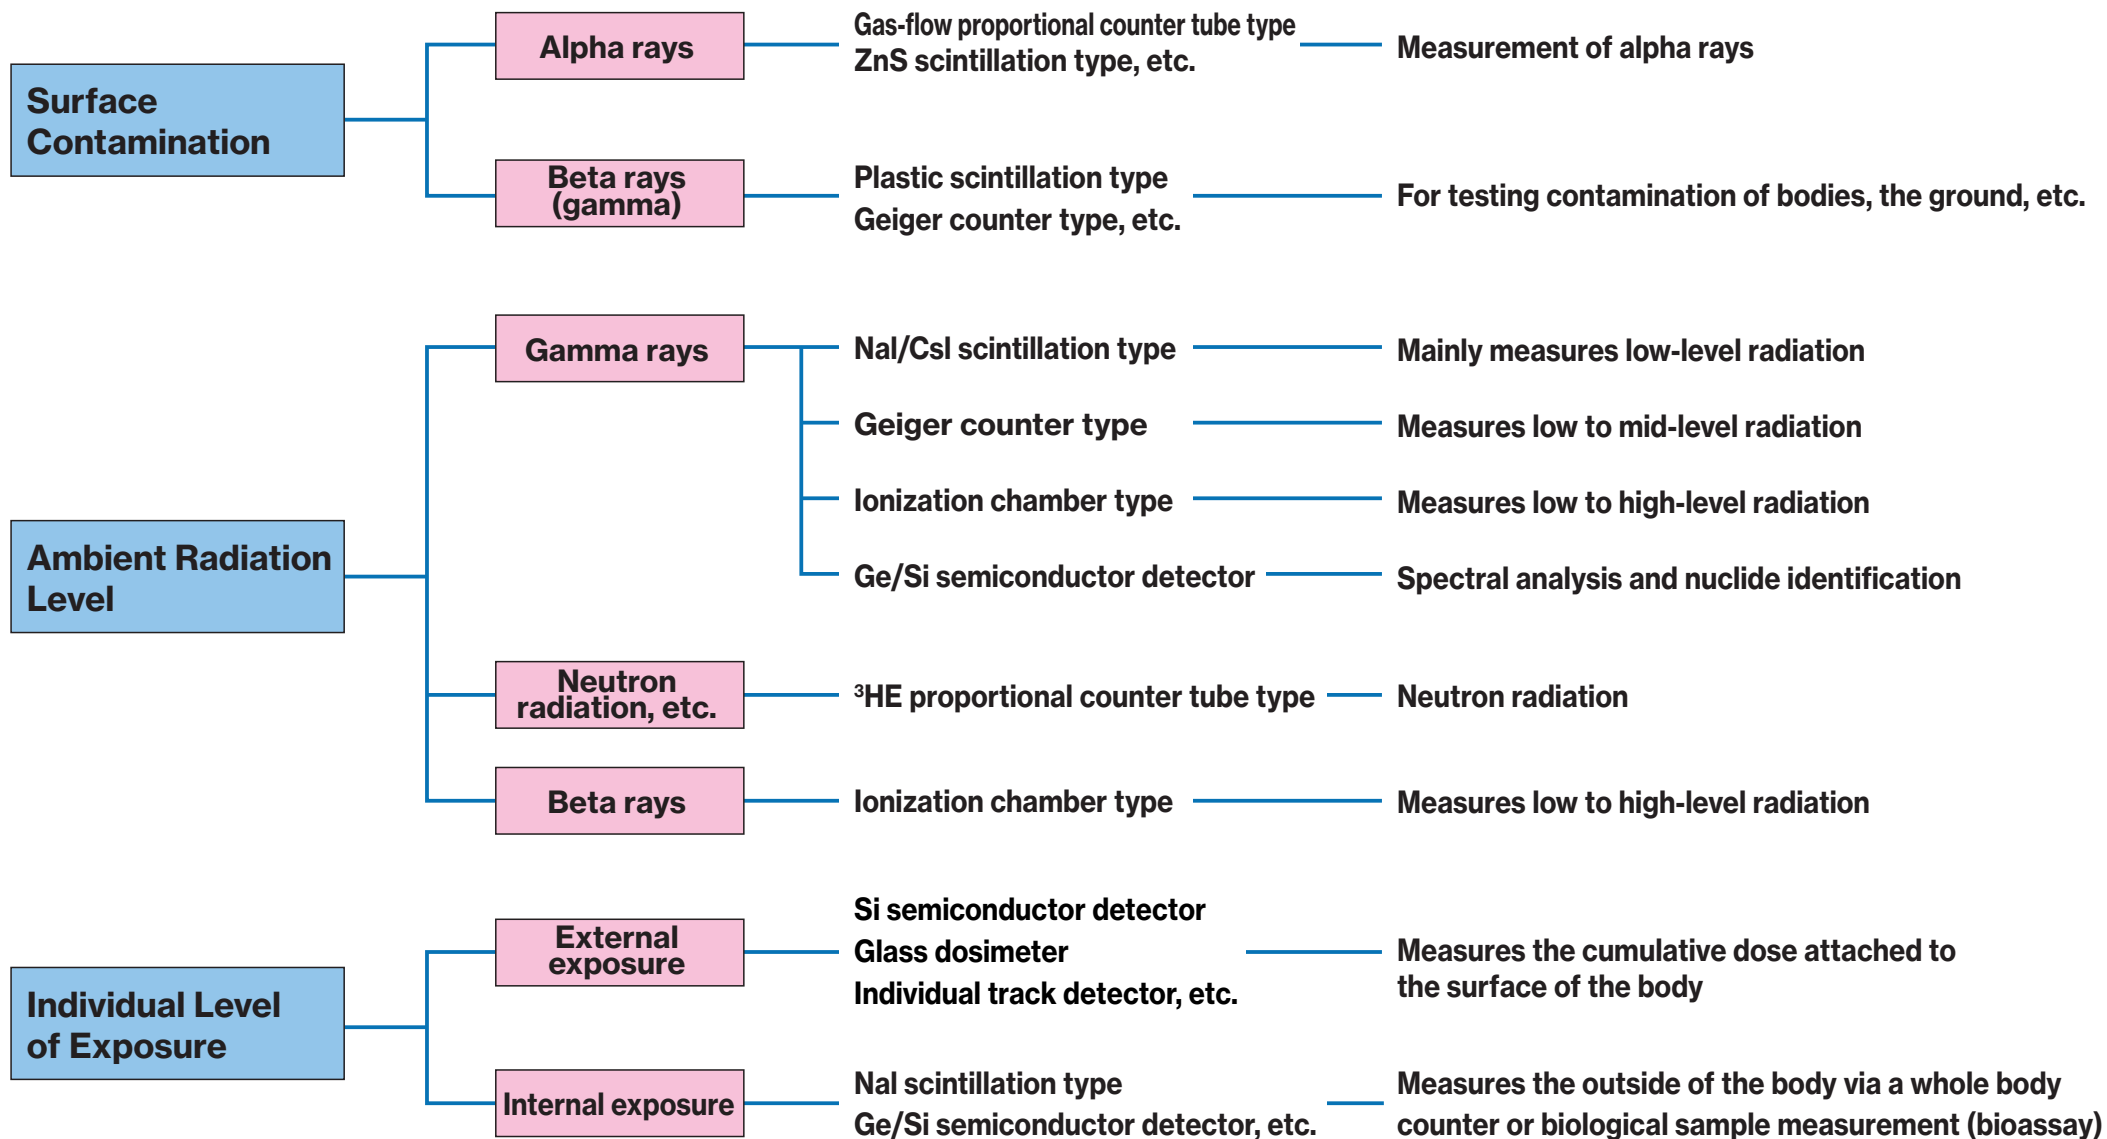 Surface
Contamination
Alpha rays
Gas-flow proportional counter tube type
ZnS scintillation type, etc.
Measurement of alpha rays
Beta rays
(gamma)
Plastic scintillation type
Geiger counter type, etc.
For testing contamination of bodies, the ground, etc.
Ambient Radiation
Level
Gamma rays
NaI/CsI scintillation type
Mainly measures low-level radiation
Geiger counter type
Measures low to mid-level radiation
Ionization chamber type
Measures low to high-level radiation
Ge/Si semiconductor detector
Spectral analysis and nuclide identification
Neutron
radiation, etc.
³HE proportional counter tube type
Neutron radiation
Beta rays
Ionization chamber type
Measures low to high-level radiation
Individual Level
of Exposure
External
exposure
Si semiconductor detector
Glass dosimeter
Individual track detector, etc.
Measures the cumulative dose attached to
the surface of the body
Internal exposure
NaI scintillation type
Ge/Si semiconductor detector, etc.
Measures the outside of the body via a whole body
counter or biological sample measurement (bioassay)